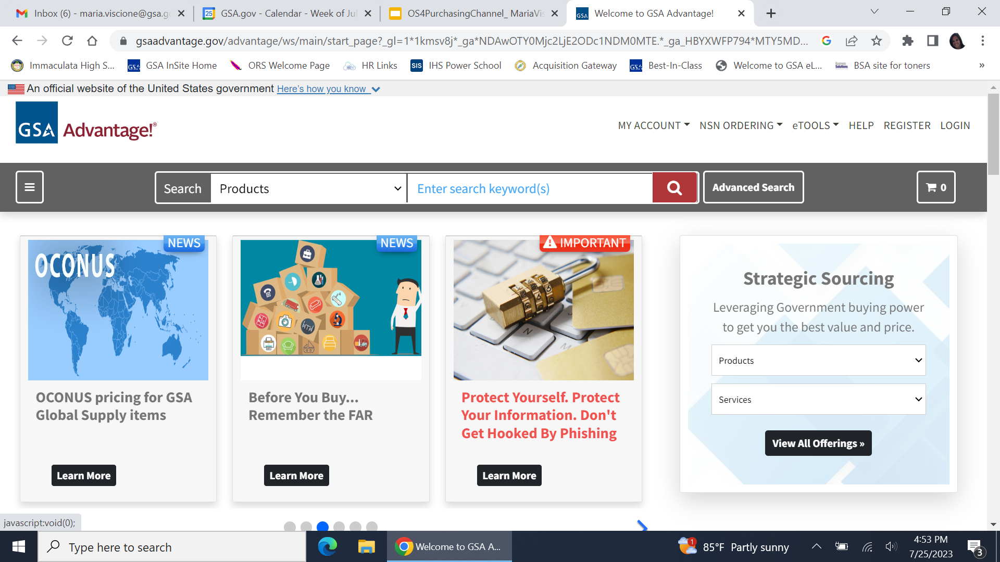 Inbox (6) - maria.viscione@gsa.g
GSA.gov - Calendar - Week of Jul
OS4PurchasingChannel_ MariaVis
Welcome to GSA Advantage!
gsaadvantage.gov/advantage/ws/main/start_page?_gl=1*1kmsv8j*_ga*NDAwOTY0Mjc2LjE2ODc1NDM0MTE.*_ga_HBYXWFP794*MTY5MD...
Immaculata High S...
GSA InSite Home
ORS Welcome Page
HR Links
SIS
IHS Power School
Acquisition Gateway
Best-In-Class
Welcome to GSA eL...
BSA site for toners
»
An official website of the United States government Here's how you know
GSA Advantage!®
MY ACCOUNT NSN ORDERING eTOOLS HELP REGISTER LOGIN
Search Products Enter search keyword(s) Advanced Search 0
NEWS
OCONUS
OCONUS pricing for GSA
Global Supply items
Learn More
NEWS
Before You Buy...
Remember the FAR
Learn More
IMPORTANT
Protect Yourself. Protect
Your Information. Don't
Get Hooked By Phishing
Learn More
Strategic Sourcing
Leveraging Government buying power
to get you the best value and price.
Products
Services
View All Offerings »
javascript:void(0);
Type here to search
Welcome to GSA A...
1
85°F Partly sunny
4:53 PM
7/25/2023
3